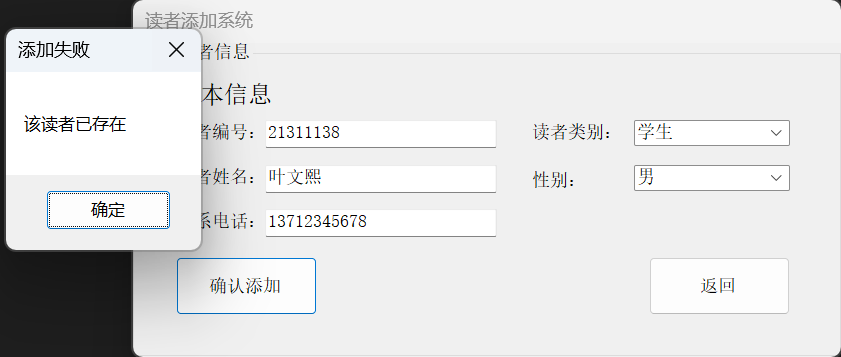 读者添加系统
添加失败
者信息
该读者已存在
确定
本信息
者编号：21311138
读者类别：学生
者姓名：叶文熙
性别：男
系电话：13712345678
确认添加
返回